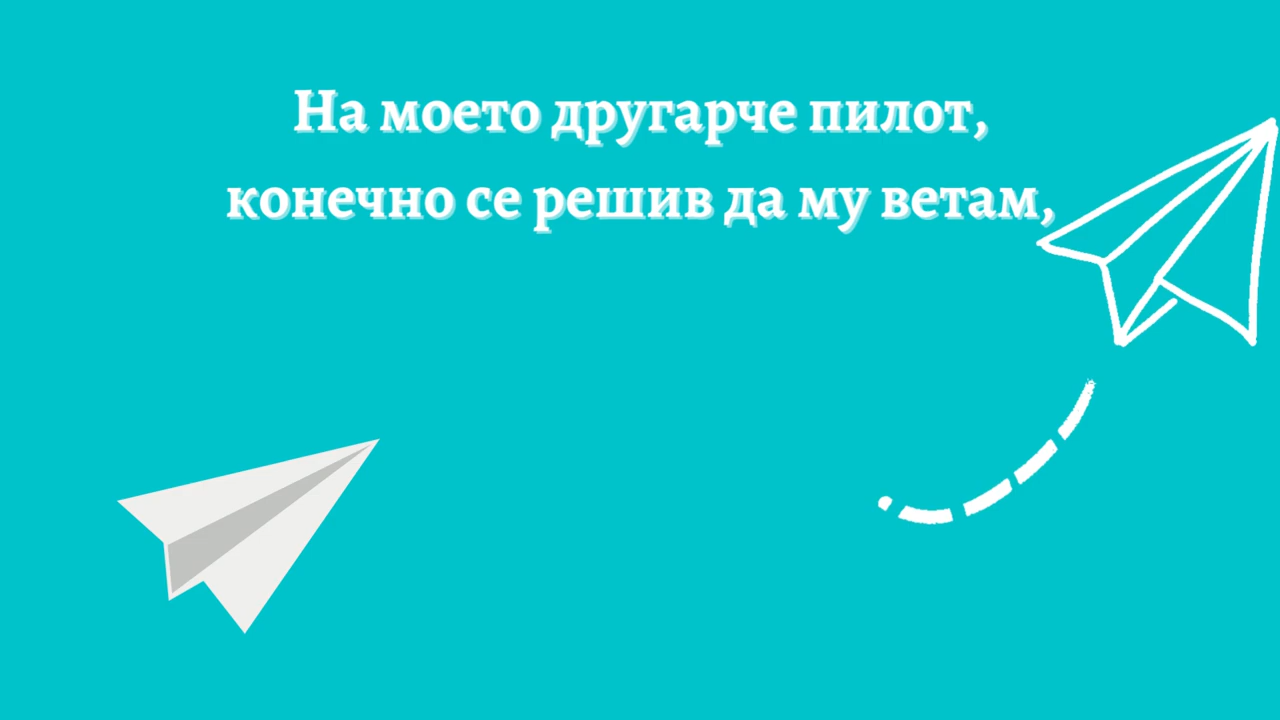 На моето другарче пилот,
конечно се решив да му ветам,